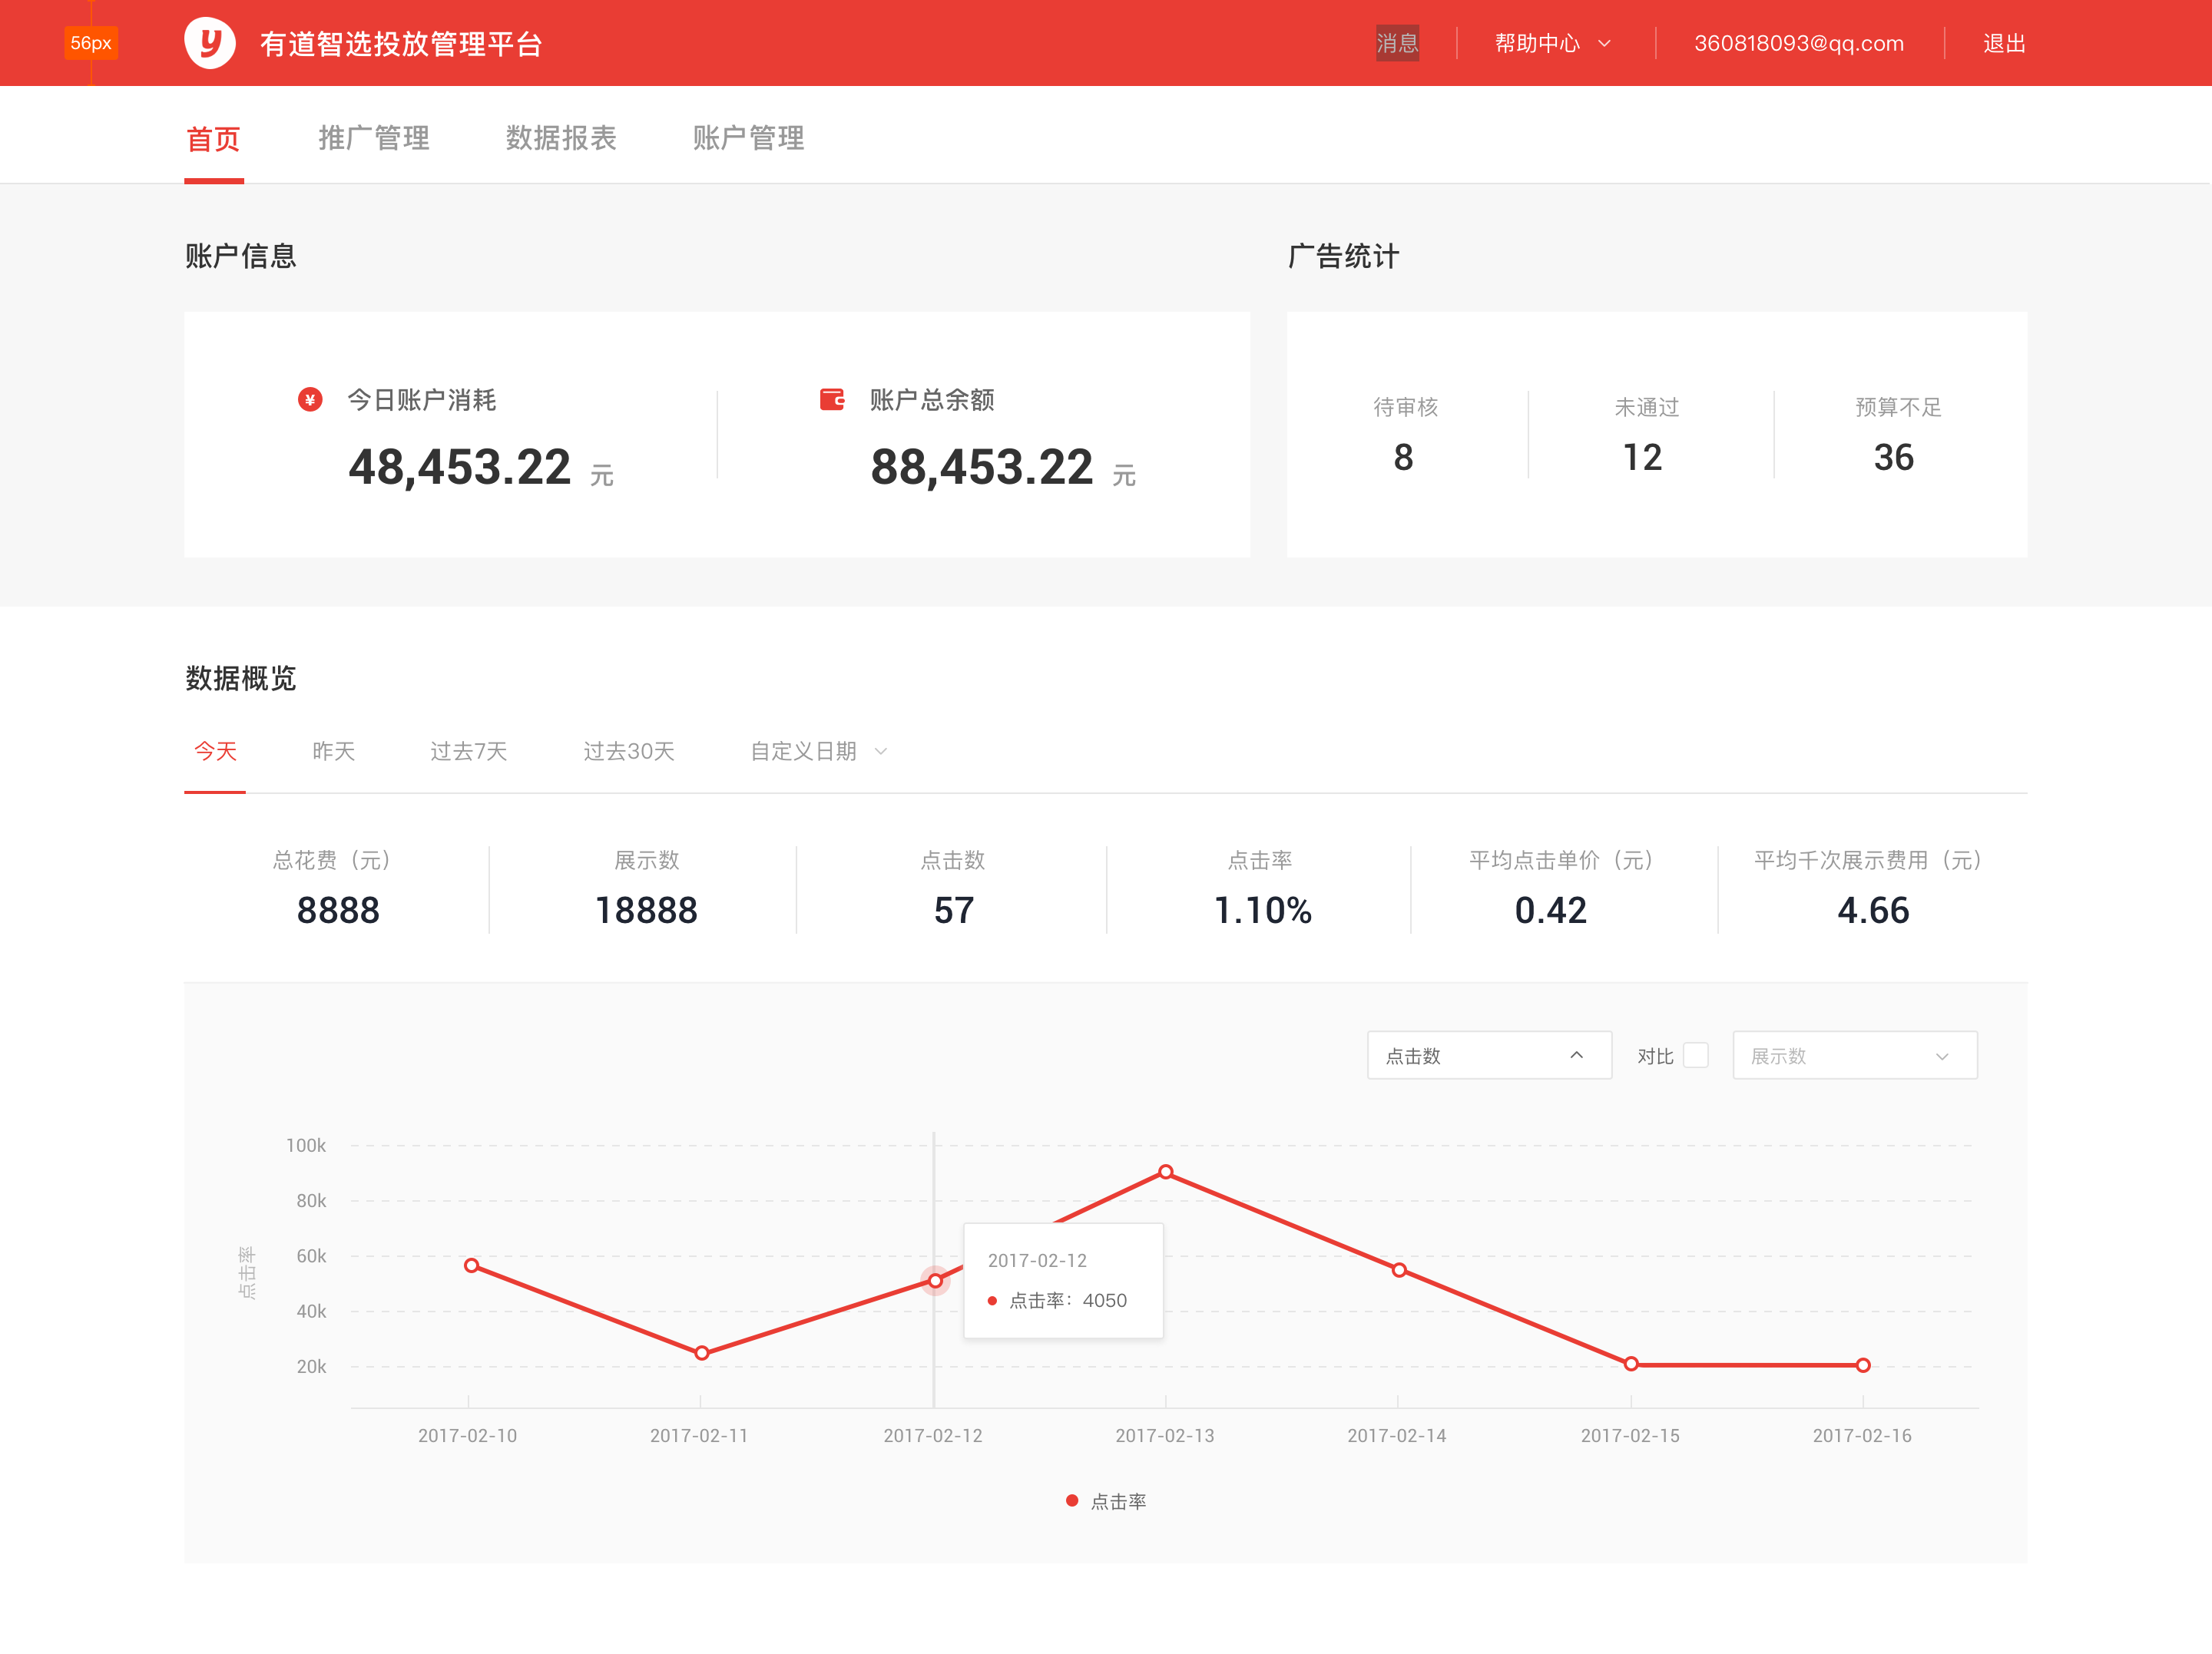 56px
y 有道智选投放管理平台 消息 帮助中心 360818093@qq.com 退出
首页 推广管理 数据报表 账户管理
账户信息 广告统计
¥ 今日账户消耗 账户总余额
48,453.22 元 88,453.22 元
待审核 未通过 预算不足
8 12 36
数据概览
今天 昨天 过去7天 过去30天 自定义日期
总花费（元） 展示数 点击数 点击率 平均点击单价（元） 平均千次展示费用（元）
8888 18888 57 1.10% 0.42 4.66
点击数 对比 展示数
100k
80k
60k
40k
20k
点击率
2017-02-12
点击率：4050
2017-02-10 2017-02-11 2017-02-12 2017-02-13 2017-02-14 2017-02-15 2017-02-16
点击率